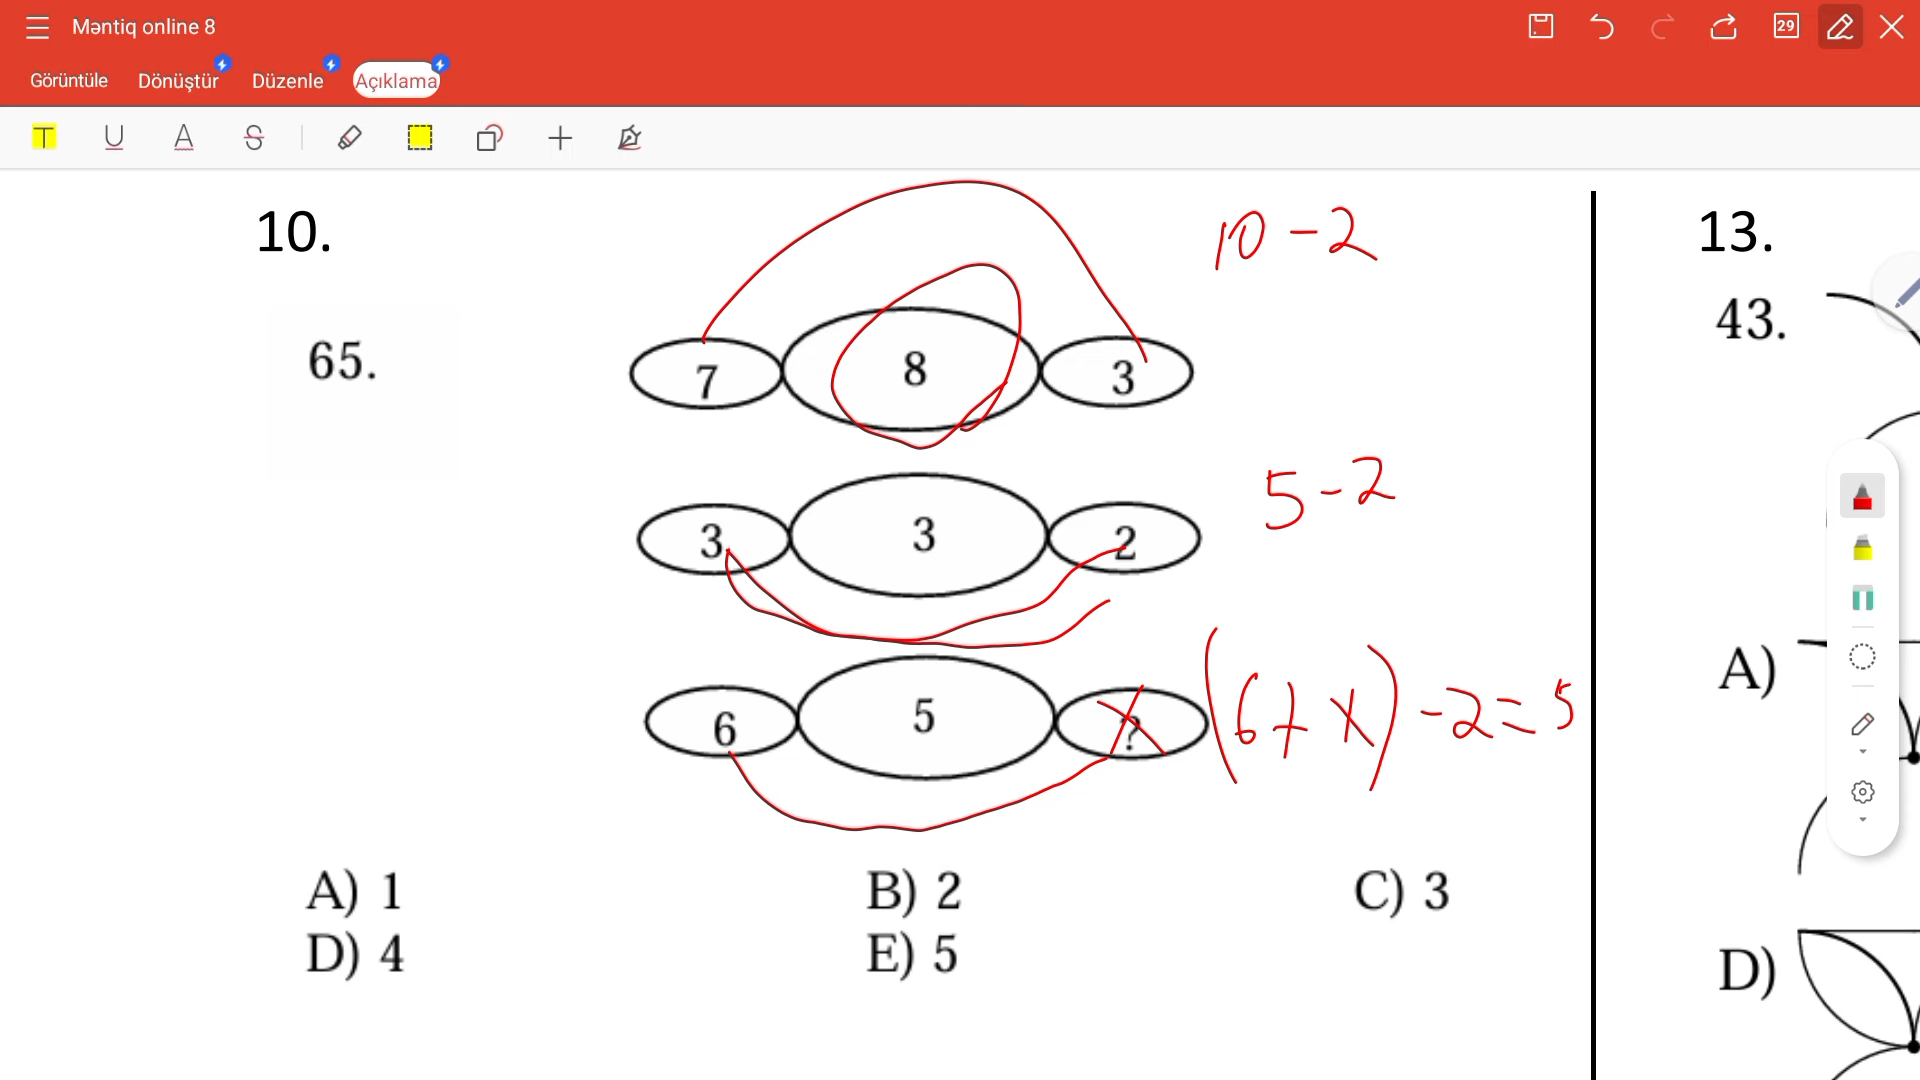 Məntiq online 8
29
Görüntüle Dönüştür Düzenle Açıklama
T U A S
10.
10 - 2
13.
65.
7 8 3
43.
3 3 2
5 - 2
6 5 ?
X
(6 + X) - 2 = 5
A)
A) 1 B) 2 C) 3
D) 4 E) 5
D)